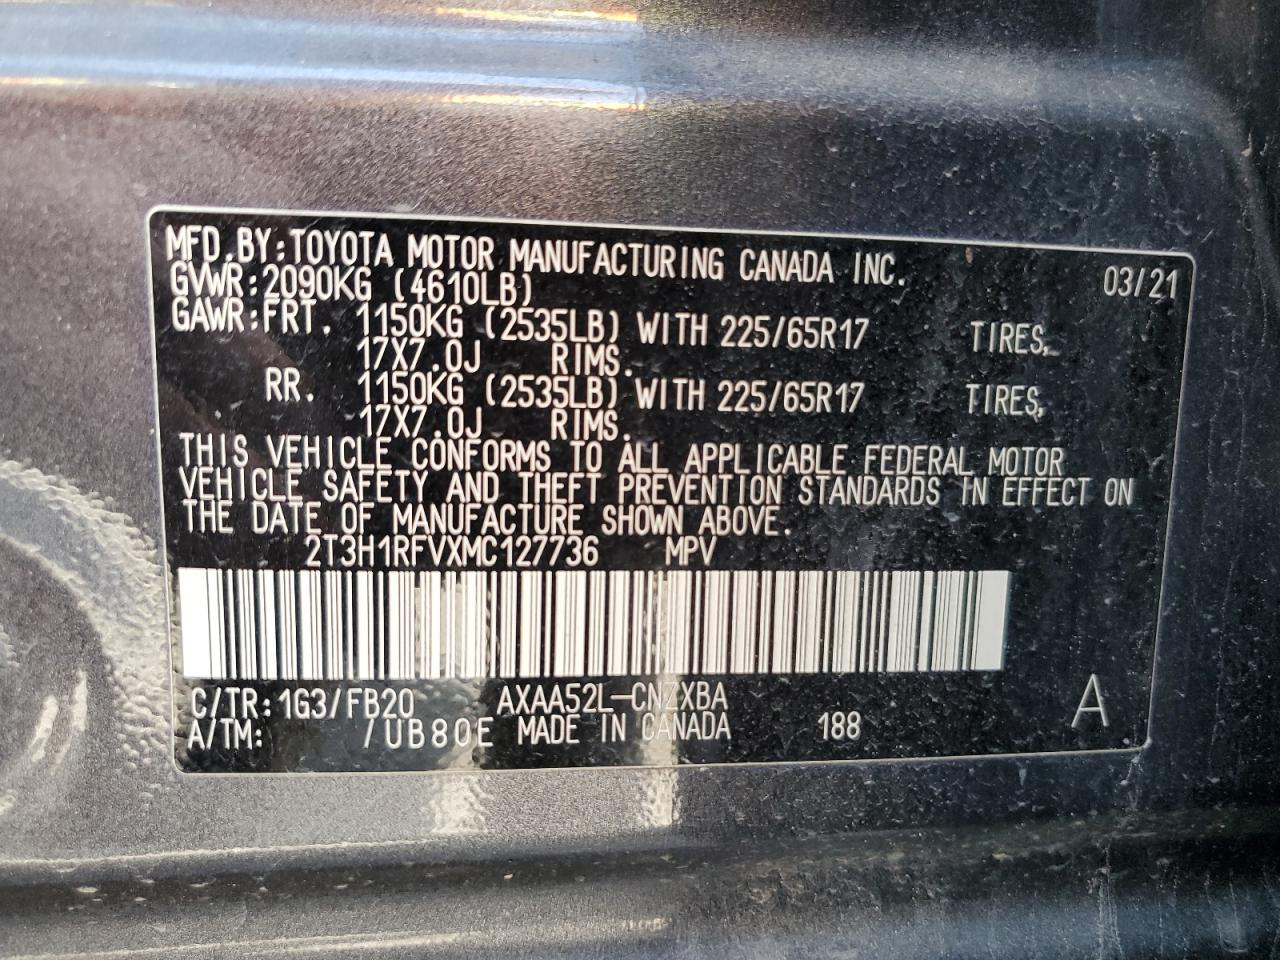 MFD.BY:TOYOTA MOTOR MANUFACTURING CANADA INC. 03/21
GVWR:2090KG (4610LB)
GAWR:FRT. 1150KG (2535LB) WITH 225/65R17 TIRES,
17X7.0J RIMS.
RR. 1150KG (2535LB) WITH 225/65R17 TIRES,
17X7.0J RIMS.
THIS VEHICLE CONFORMS TO ALL APPLICABLE FEDERAL MOTOR
VEHICLE SAFETY AND THEFT PREVENTION STANDARDS IN EFFECT ON
THE DATE OF MANUFACTURE SHOWN ABOVE.
2T3H1RFVXMC127736 MPV
C/TR:1G3/FB20 AXAA52L-CNZXBA A
A/TM: /UB80E MADE IN CANADA 188